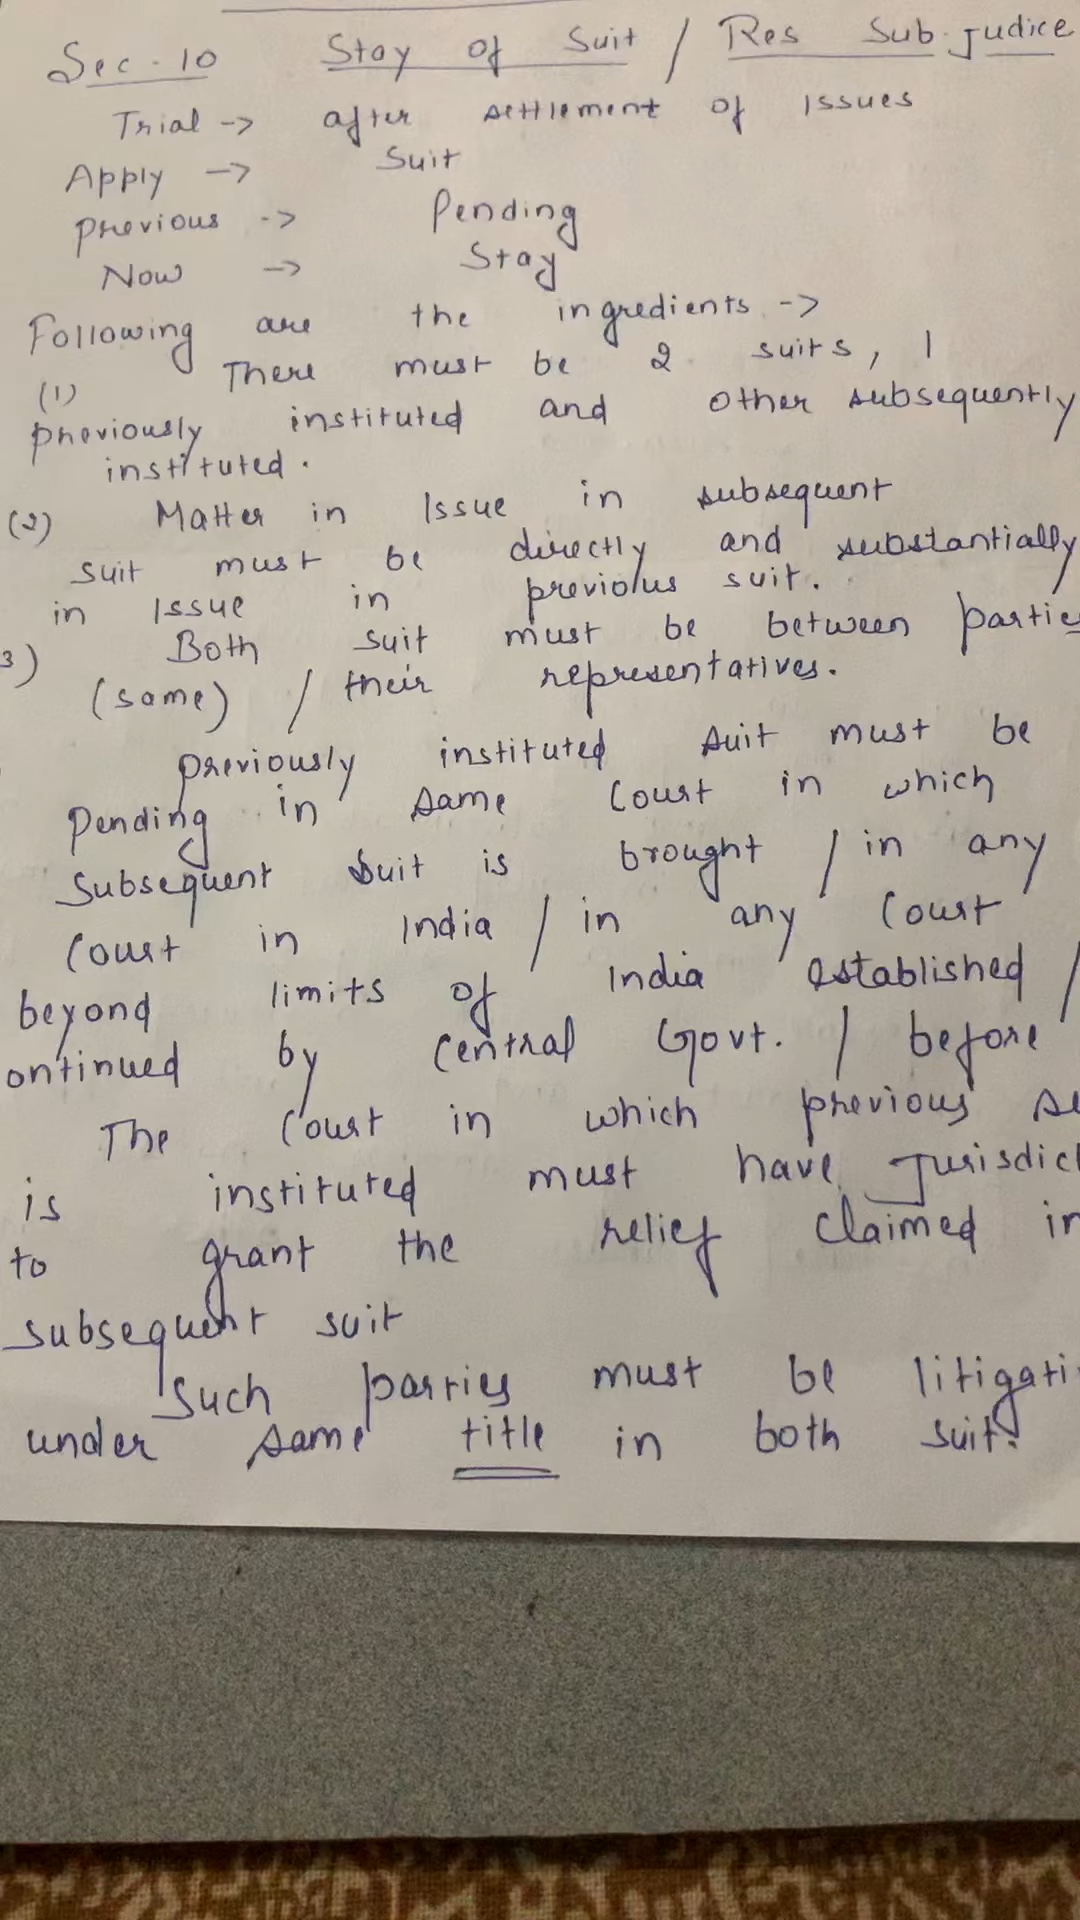 Sec. 10 Stay of Suit / Res Sub-Judice
Trial -> after settlement of issues
Apply -> Suit
previous -> Pending
Now -> Stay
Following are the ingredients ->
(1) There must be 2 suits, 1
previously instituted and other subsequently
instituted.
(2) Matter in Issue in subsequent
suit must be directly and substantially
in Issue in previous suit.
3) Both suit must be between parties
(same) / their representatives.
previously instituted suit must be
Pending in same Court in which
Subsequent suit is brought / in any
Court in India / in any Court
beyond limits of India established /
ontinued by Central Govt. / before
The Court in which previous su
is instituted must have Jurisdict
to grant the relief claimed in
subsequent suit
Such parties must be litigati
under same title in both suit.